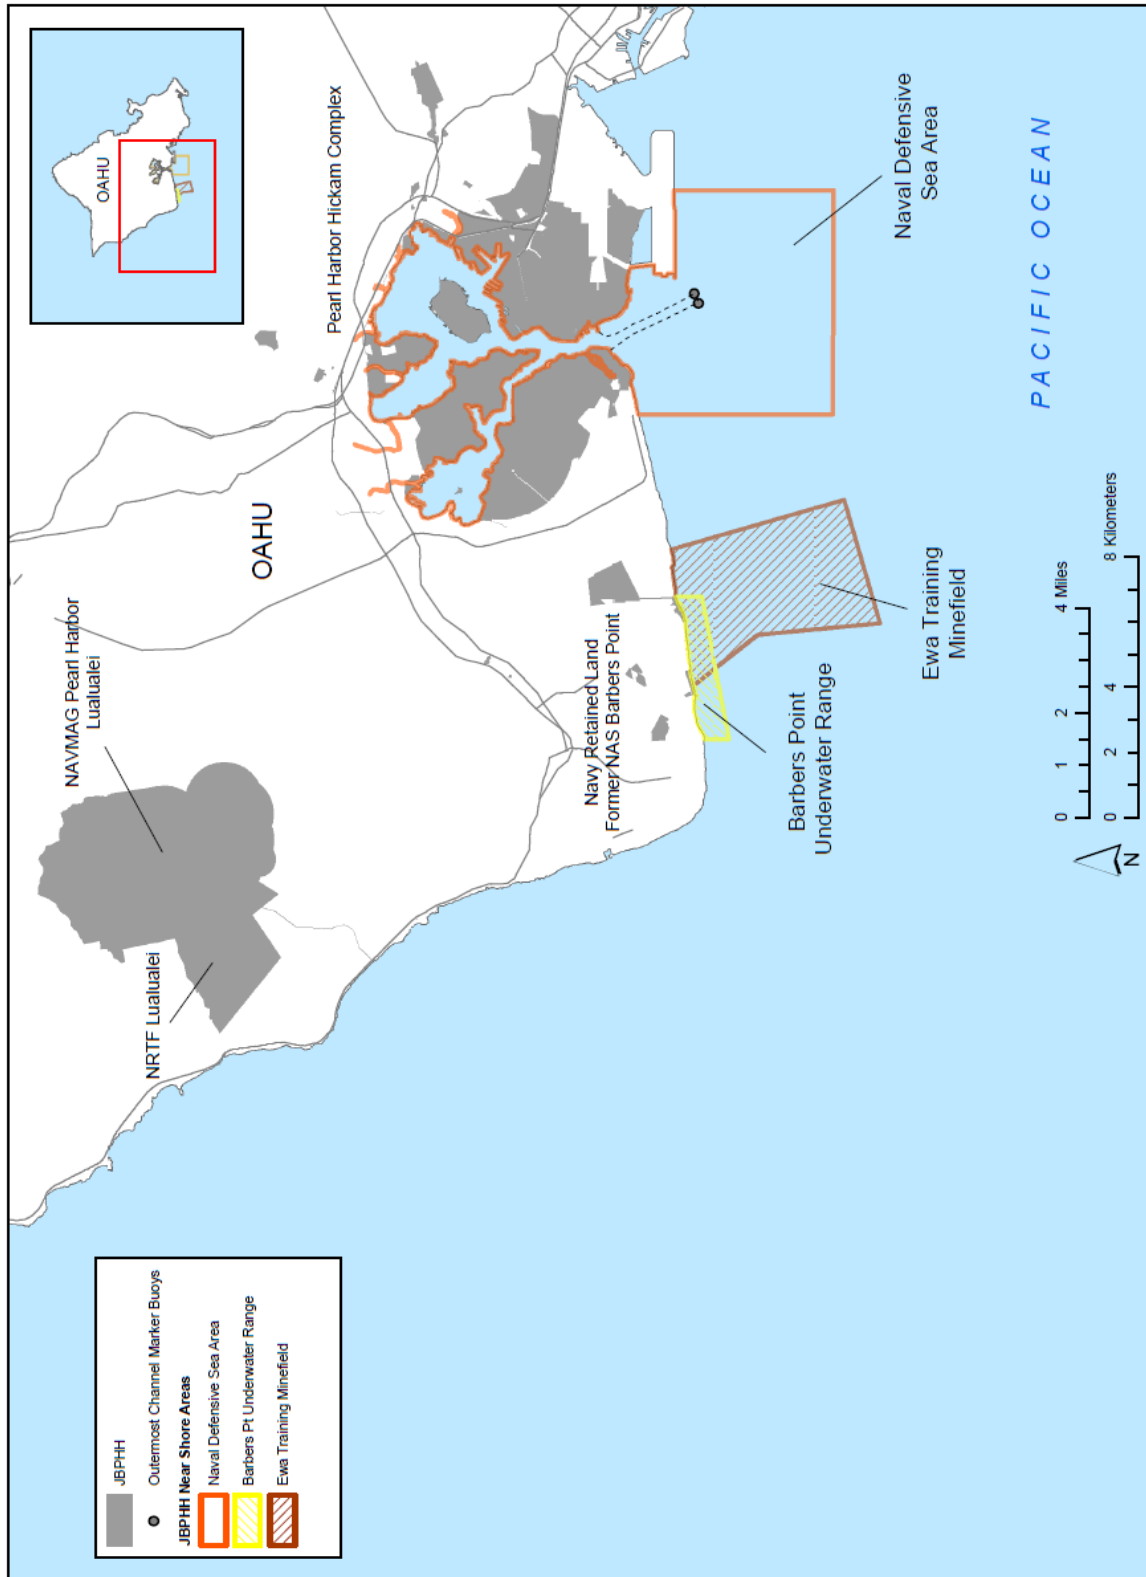 JBPHH
Outermost Channel Marker Buoys
JBPHH Near Shore Areas
Naval Defensive Sea Area
Barbers Pt Underwater Range
Ewa Training Minefield
NRTF Lualualei
NAVMAG Pearl Harbor
Lualualei
OAHU
Pearl Harbor Hickam Complex
OAHU
Navy Retained Land
Former NAS Barbers Point
Barbers Point
Underwater Range
Ewa Training
Minefield
Naval Defensive
Sea Area
PACIFIC OCEAN
N
0 1 2 4 Miles
0 2 4 8 Kilometers